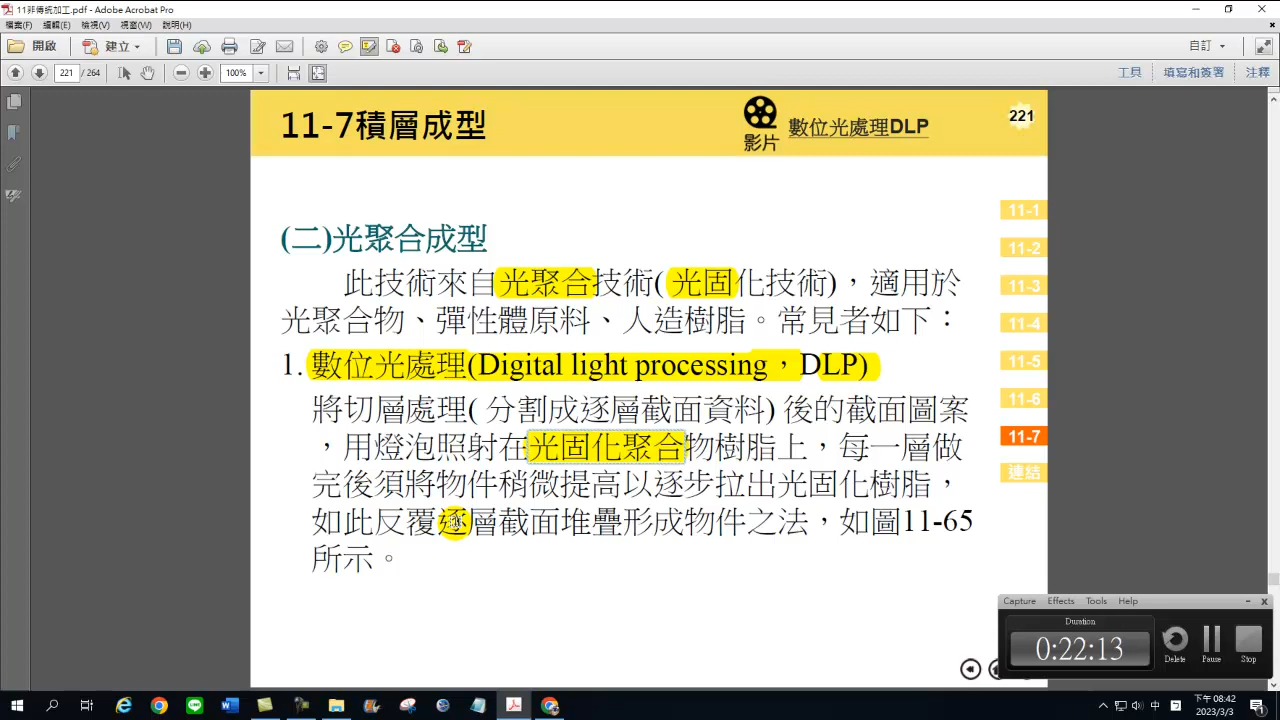 11非傳統加工.pdf - Adobe Acrobat Pro
檔案(F) 編輯(E) 檢視(V) 視窗(W) 說明(H)
開啟 建立 自訂
221 / 264 100% 工具 填寫和簽署 注釋
11-7積層成型 影片 數位光處理DLP 221
(二)光聚合成型
此技術來自光聚合技術(光固化技術)，適用於
光聚合物、彈性體原料、人造樹脂。常見者如下：
1. 數位光處理(Digital light processing，DLP)
將切層處理(分割成逐層截面資料)後的截面圖案
，用燈泡照射在光固化聚合物樹脂上，每一層做
完後須將物件稍微提高以逐步拉出光固化樹脂，
如此反覆逐層截面堆疊形成物件之法，如圖11-65
所示。
11-1
11-2
11-3
11-4
11-5
11-6
11-7
連結
Capture Effects Tools Help
Duration
0:22:13
Delete Pause Stop
中
下午 08:42
2023/3/3
1